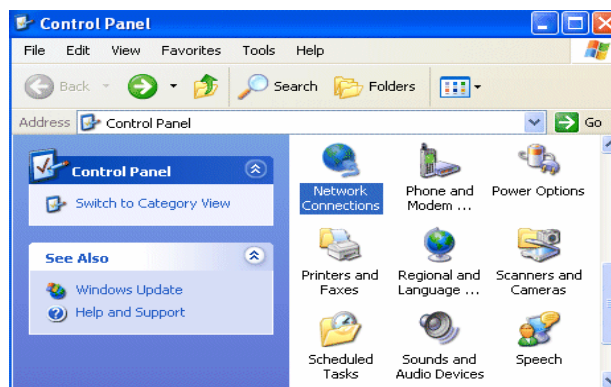 Control Panel
File Edit View Favorites Tools Help
Back Search Folders
Address Control Panel Go
Control Panel
Switch to Category View
See Also
Windows Update
Help and Support
Network
Connections
Phone and
Modem ...
Power Options
Printers and
Faxes
Regional and
Language ...
Scanners and
Cameras
Scheduled
Tasks
Sounds and
Audio Devices
Speech